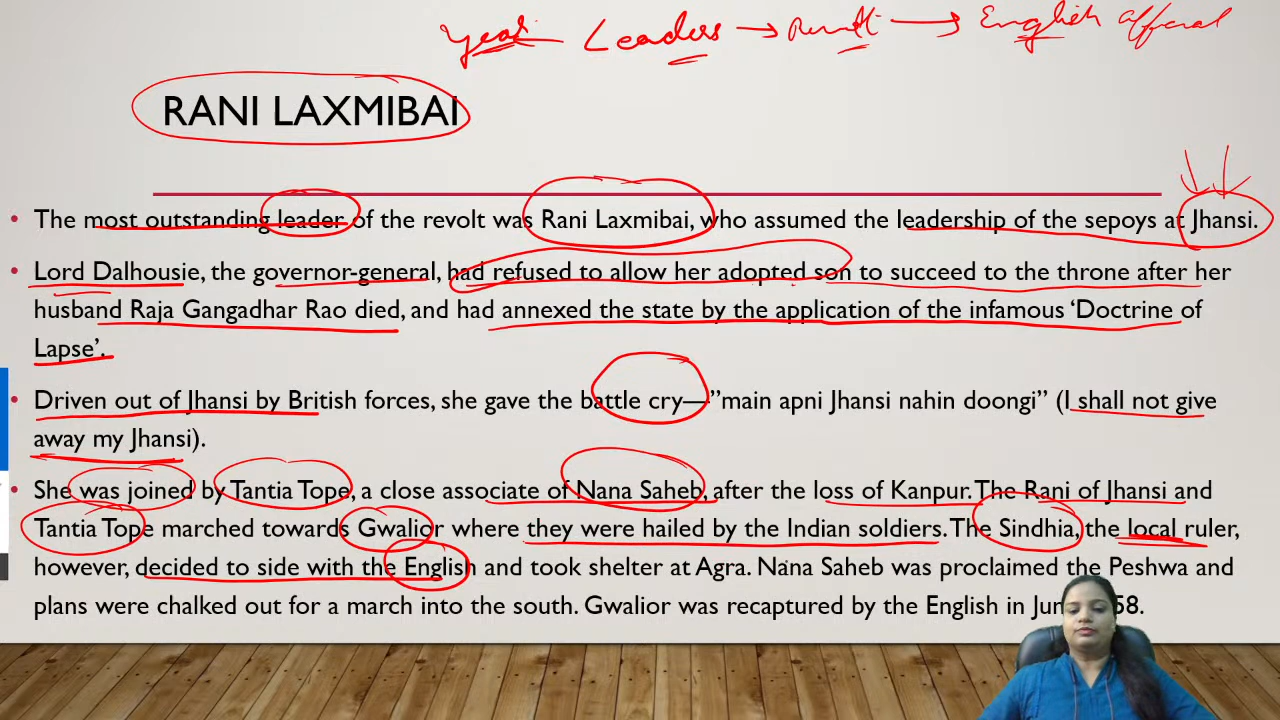 year Leaders → Revolt → English official
RANI LAXMIBAI
• The most outstanding leader of the revolt was Rani Laxmibai, who assumed the leadership of the sepoys at Jhansi.
• Lord Dalhousie, the governor-general, had refused to allow her adopted son to succeed to the throne after her
husband Raja Gangadhar Rao died, and had annexed the state by the application of the infamous ‘Doctrine of
Lapse’.
• Driven out of Jhansi by British forces, she gave the battle cry—”main apni Jhansi nahin doongi” (I shall not give
away my Jhansi).
• She was joined by Tantia Tope, a close associate of Nana Saheb, after the loss of Kanpur. The Rani of Jhansi and
Tantia Tope marched towards Gwalior where they were hailed by the Indian soldiers. The Sindhia, the local ruler,
however, decided to side with the English and took shelter at Agra. Nana Saheb was proclaimed the Peshwa and
plans were chalked out for a march into the south. Gwalior was recaptured by the English in Jun 58.